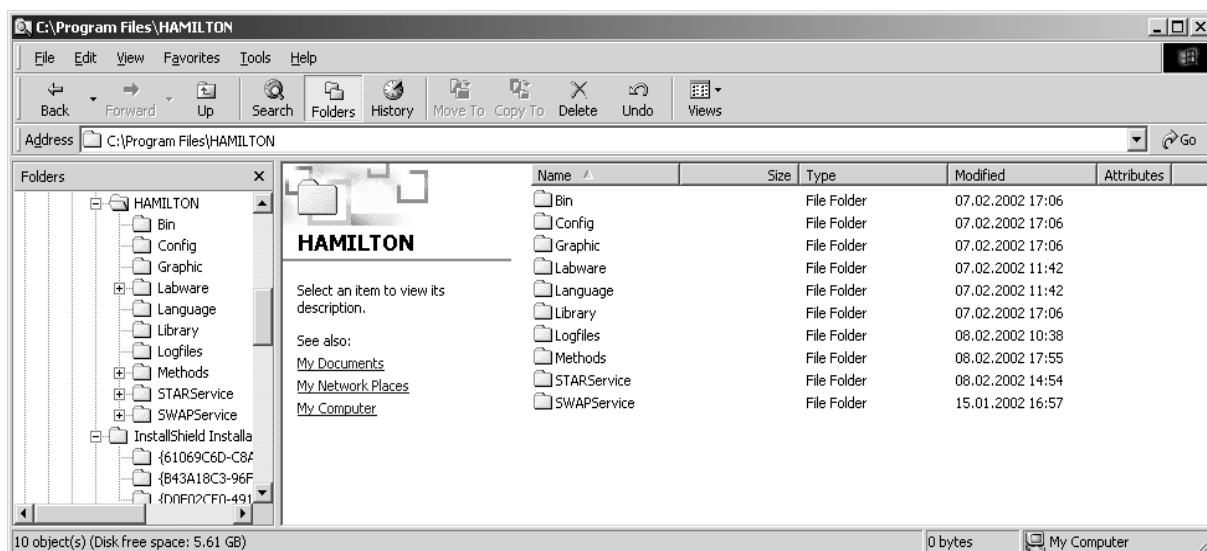 C:\Program Files\HAMILTON
File Edit View Favorites Tools Help
Back Forward Up Search Folders History Move To Copy To Delete Undo Views
Address C:\Program Files\HAMILTON Go
Folders
HAMILTON
Bin
Config
Graphic
Labware
Language
Library
Logfiles
Methods
STARService
SWAPService
InstallShield Installa
{61069C6D-C8A
{B43A18C3-96F
{D0F02CF0-491
HAMILTON
Select an item to view its
description.
See also:
My Documents
My Network Places
My Computer
Name Size Type Modified Attributes
Bin File Folder 07.02.2002 17:06
Config File Folder 07.02.2002 17:06
Graphic File Folder 07.02.2002 17:06
Labware File Folder 07.02.2002 11:42
Language File Folder 07.02.2002 11:42
Library File Folder 07.02.2002 17:06
Logfiles File Folder 08.02.2002 10:38
Methods File Folder 08.02.2002 17:55
STARService File Folder 08.02.2002 14:54
SWAPService File Folder 15.01.2002 16:57
10 object(s) (Disk free space: 5.61 GB) 0 bytes My Computer